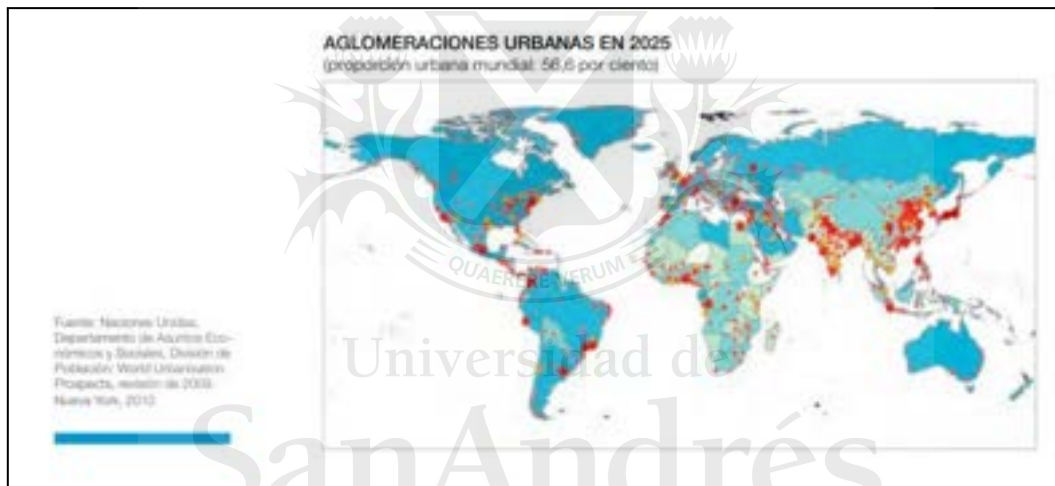 AGLOMERACIONES URBANAS EN 2025
(proporción urbana mundial: 56,6 por ciento)
QUAERERE VERUM
Fuente: Naciones Unidas,
Departamento de Asuntos Eco-
nómicos y Sociales, División de
Población: World Urbanization
Prospects, revisión de 2009.
Nueva York, 2010
Universidad de
SanAndrés